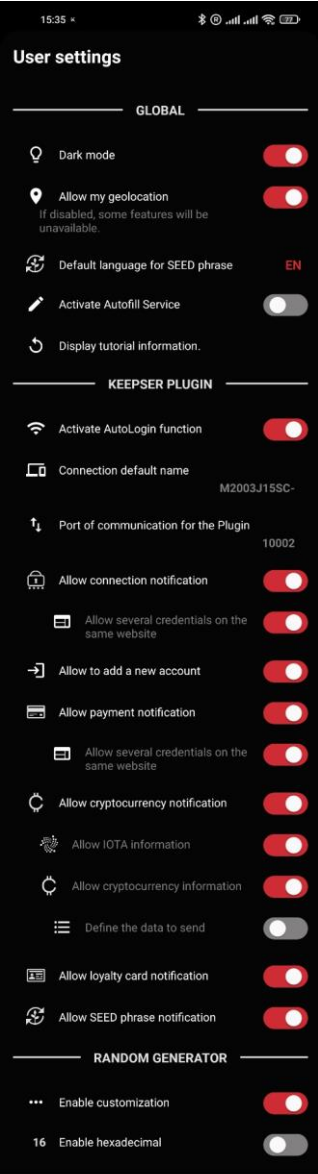 15:35
77
User settings
GLOBAL
Dark mode
Allow my geolocation
If disabled, some features will be
unavailable.
Default language for SEED phrase EN
Activate Autofill Service
Display tutorial information.
KEEPSER PLUGIN
Activate AutoLogin function
Connection default name
M2003J15SC-
Port of communication for the Plugin
10002
Allow connection notification
Allow several credentials on the
same website
Allow to add a new account
Allow payment notification
Allow several credentials on the
same website
Allow cryptocurrency notification
Allow IOTA information
Allow cryptocurrency information
Define the data to send
Allow loyalty card notification
Allow SEED phrase notification
RANDOM GENERATOR
Enable customization
16 Enable hexadecimal